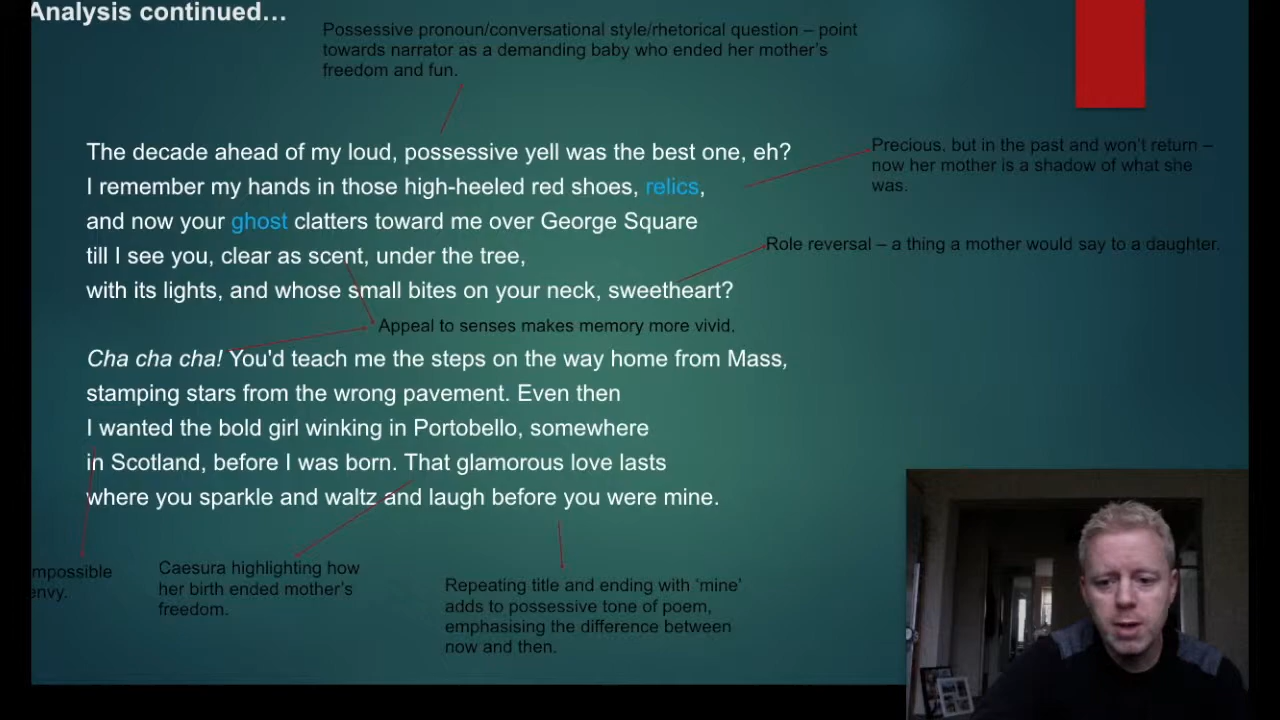 Analysis continued…
Possessive pronoun/conversational style/rhetorical question – point
towards narrator as a demanding baby who ended her mother’s
freedom and fun.
The decade ahead of my loud, possessive yell was the best one, eh?
I remember my hands in those high-heeled red shoes, relics,
and now your ghost clatters toward me over George Square
till I see you, clear as scent, under the tree,
with its lights, and whose small bites on your neck, sweetheart?
Precious, but in the past and won’t return –
now her mother is a shadow of what she
was.
Role reversal – a thing a mother would say to a daughter.
Appeal to senses makes memory more vivid.
Cha cha cha! You'd teach me the steps on the way home from Mass,
stamping stars from the wrong pavement. Even then
I wanted the bold girl winking in Portobello, somewhere
in Scotland, before I was born. That glamorous love lasts
where you sparkle and waltz and laugh before you were mine.
mpossible
envy.
Caesura highlighting how
her birth ended mother’s
freedom.
Repeating title and ending with ‘mine’
adds to possessive tone of poem,
emphasising the difference between
now and then.